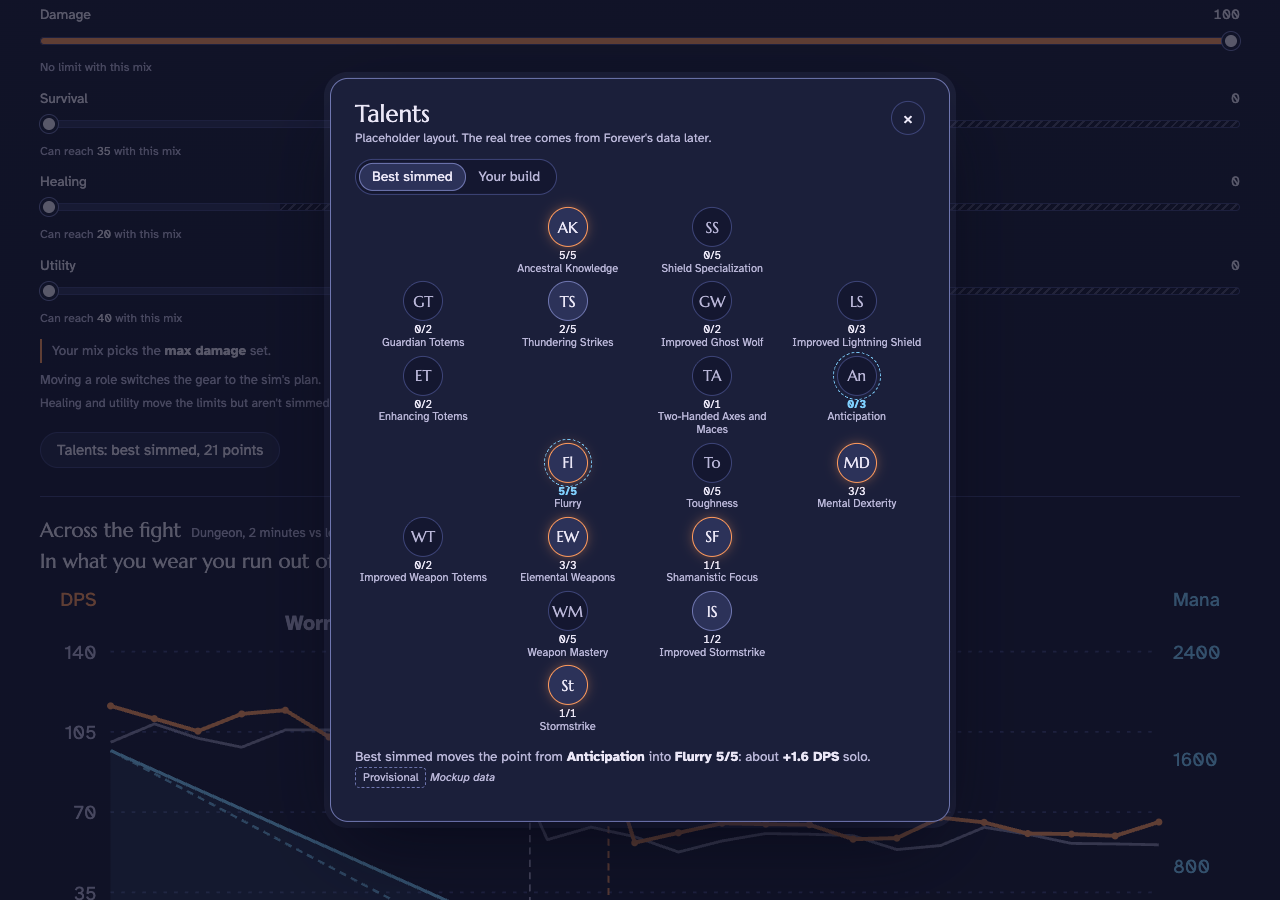 Damage 100
No limit with this mix
Survival 0
Can reach 35 with this mix
Healing 0
Can reach 20 with this mix
Utility 0
Can reach 40 with this mix
Your mix picks the max damage set.
Moving a role switches the gear to the sim's plan.
Healing and utility move the limits but aren't simmed
Talents: best simmed, 21 points
Across the fight Dungeon, 2 minutes vs
In what you wear you run out of
DPS
Mana
140
2400
105
1600
70
800
35
Talents
Placeholder layout. The real tree comes from Forever's data later.
×
Best simmed Your build
AK SS
5/5 0/5
Ancestral Knowledge Shield Specialization
GT TS GW LS
0/2 2/5 0/2 0/3
Guardian Totems Thundering Strikes Improved Ghost Wolf Improved Lightning Shield
ET TA An
0/2 0/1 0/3
Enhancing Totems Two-Handed Axes and Anticipation
Maces
Fl To MD
5/5 0/5 3/3
Flurry Toughness Mental Dexterity
WT EW SF
0/2 3/3 1/1
Improved Weapon Totems Elemental Weapons Shamanistic Focus
WM IS
0/5 1/2
Weapon Mastery Improved Stormstrike
St
1/1
Stormstrike
Best simmed moves the point from Anticipation into Flurry 5/5: about +1.6 DPS solo.
Provisional Mockup data